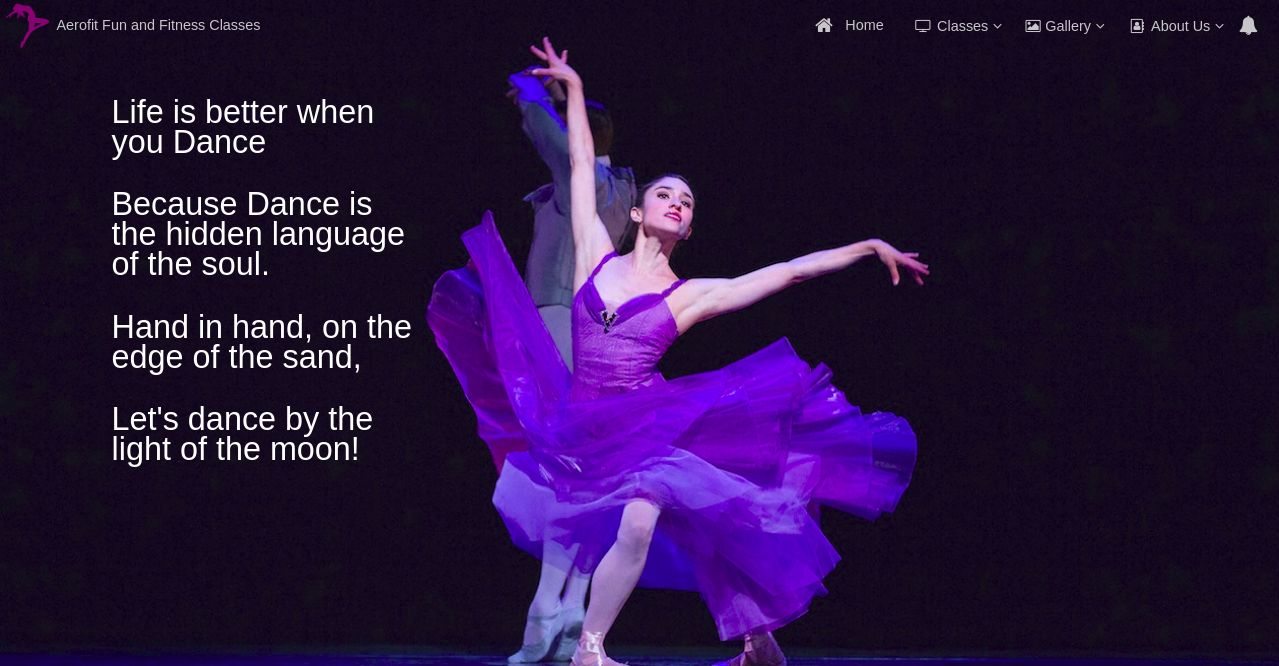 Aerofit Fun and Fitness Classes
Home
Classes
Gallery
About Us
Life is better when
you Dance
Because Dance is
the hidden language
of the soul.
Hand in hand, on the
edge of the sand,
Let's dance by the
light of the moon!